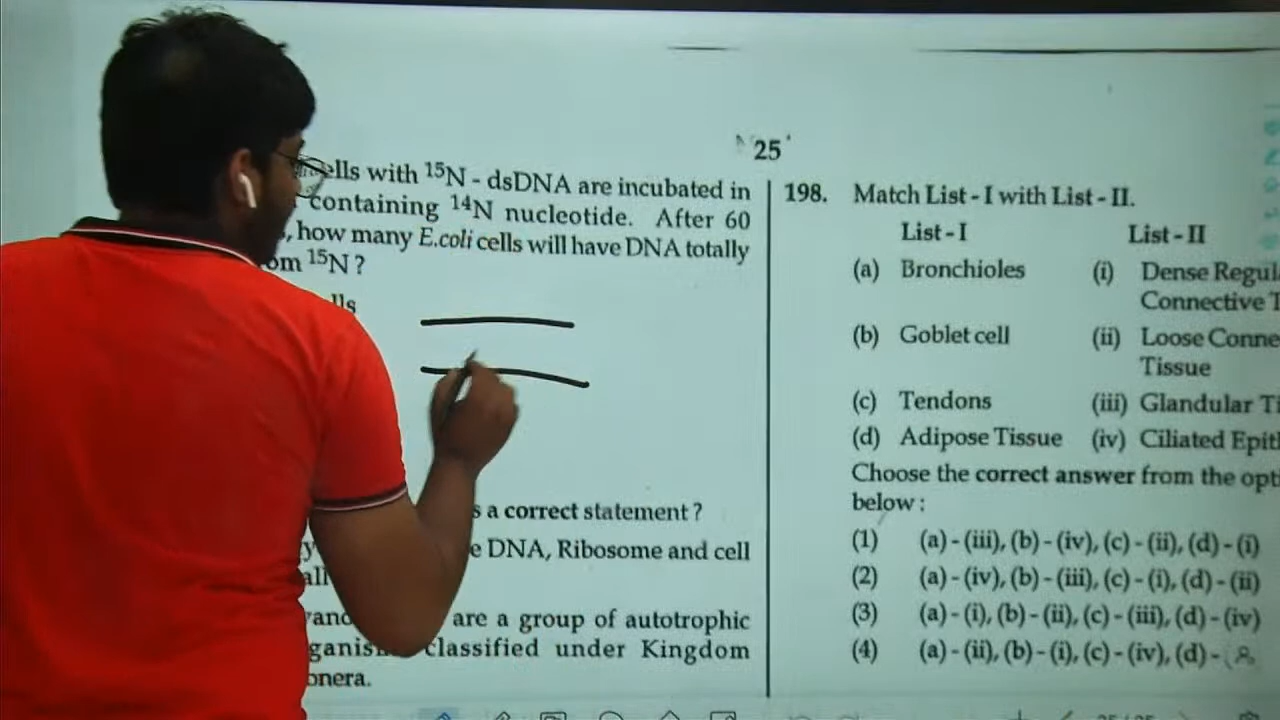 25
cells with 15N - dsDNA are incubated in
containing 14N nucleotide. After 60
, how many E.coli cells will have DNA totally
om 15N ?
lls
s a correct statement ?
e DNA, Ribosome and cell
all
are a group of autotrophic
classified under Kingdom
onera.
198. Match List - I with List - II.
List - I List - II
(a) Bronchioles (i) Dense Regul
Connective T
(b) Goblet cell (ii) Loose Conne
Tissue
(c) Tendons (iii) Glandular Ti
(d) Adipose Tissue (iv) Ciliated Epit
Choose the correct answer from the opt
below :
(1) (a) - (iii), (b) - (iv), (c) - (ii), (d) - (i)
(2) (a) - (iv), (b) - (iii), (c) - (i), (d) - (ii)
(3) (a) - (i), (b) - (ii), (c) - (iii), (d) - (iv)
(4) (a) - (ii), (b) - (i), (c) - (iv), (d) -